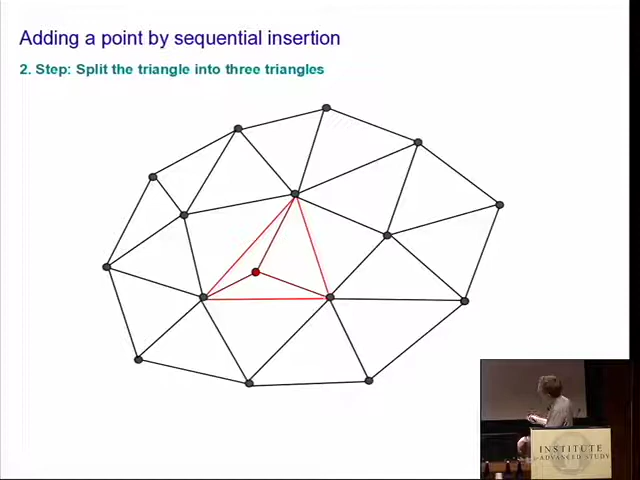 Adding a point by sequential insertion
2. Step: Split the triangle into three triangles
INSTITUTE
for ADVANCED STUDY